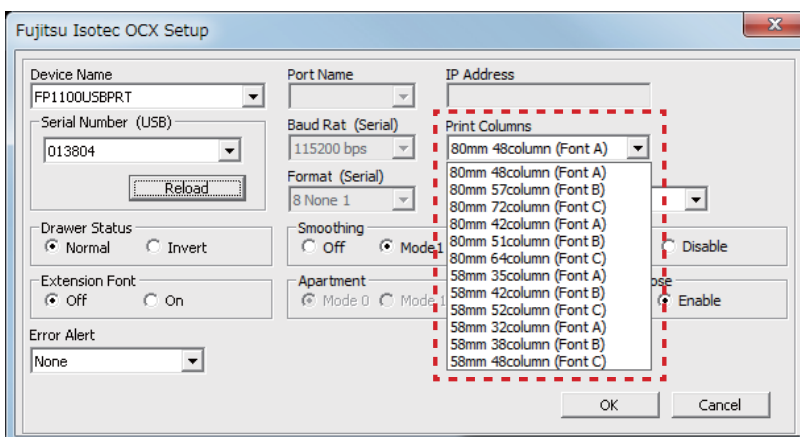 Fujitsu Isotec OCX Setup
Device Name
FP1100USBPRT
Port Name
IP Address
Serial Number (USB)
013804
Reload
Baud Rat (Serial)
115200 bps
Format (Serial)
8 None 1
Print Columns
80mm 48column (Font A)
80mm 48column (Font A)
80mm 57column (Font B)
80mm 72column (Font C)
80mm 42column (Font A)
80mm 51column (Font B)
80mm 64column (Font C)
58mm 35column (Font A)
58mm 42column (Font B)
58mm 52column (Font C)
58mm 32column (Font A)
58mm 38column (Font B)
58mm 48column (Font C)
Drawer Status
Normal Invert
Smoothing
Off Mode1
Disable
Extension Font
Off On
Apartment
Mode 0 Mode 1
Enable
Error Alert
None
OK Cancel